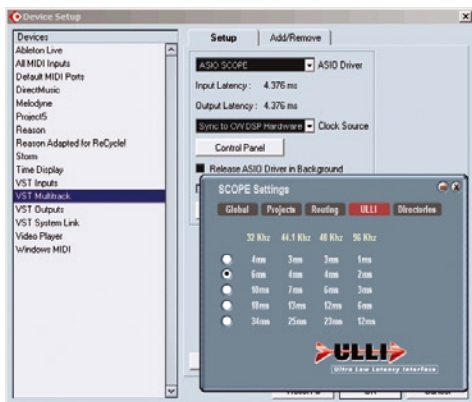 Device Setup
Devices
Ableton Live
All MIDI Inputs
Default MIDI Ports
DirectMusic
Melodyne
Project5
Reason
Reason Adapted for ReCycle!
Storm
Time Display
VST Inputs
VST Multitrack
VST Outputs
VST System Link
Video Player
Windows MIDI
Setup
Add/Remove
ASIO SCOPE
ASIO Driver
Input Latency: 4.376 ms
Output Latency: 4.376 ms
Sync to CWDSP Hardware
Clock Source
Control Panel
Release ASIO Driver in Background
SCOPE Settings
Global Projects Routing ULLI Directories
32 Khz 44.1 Khz 48 Khz 96 Khz
4ms 3ms 3ms 1ms
6ms 4ms 4ms 2ms
10ms 7ms 6ms 3ms
18ms 13ms 12ms 6ms
34ms 25ms 23ms 12ms
ULLI
Ultra Low Latency Interface